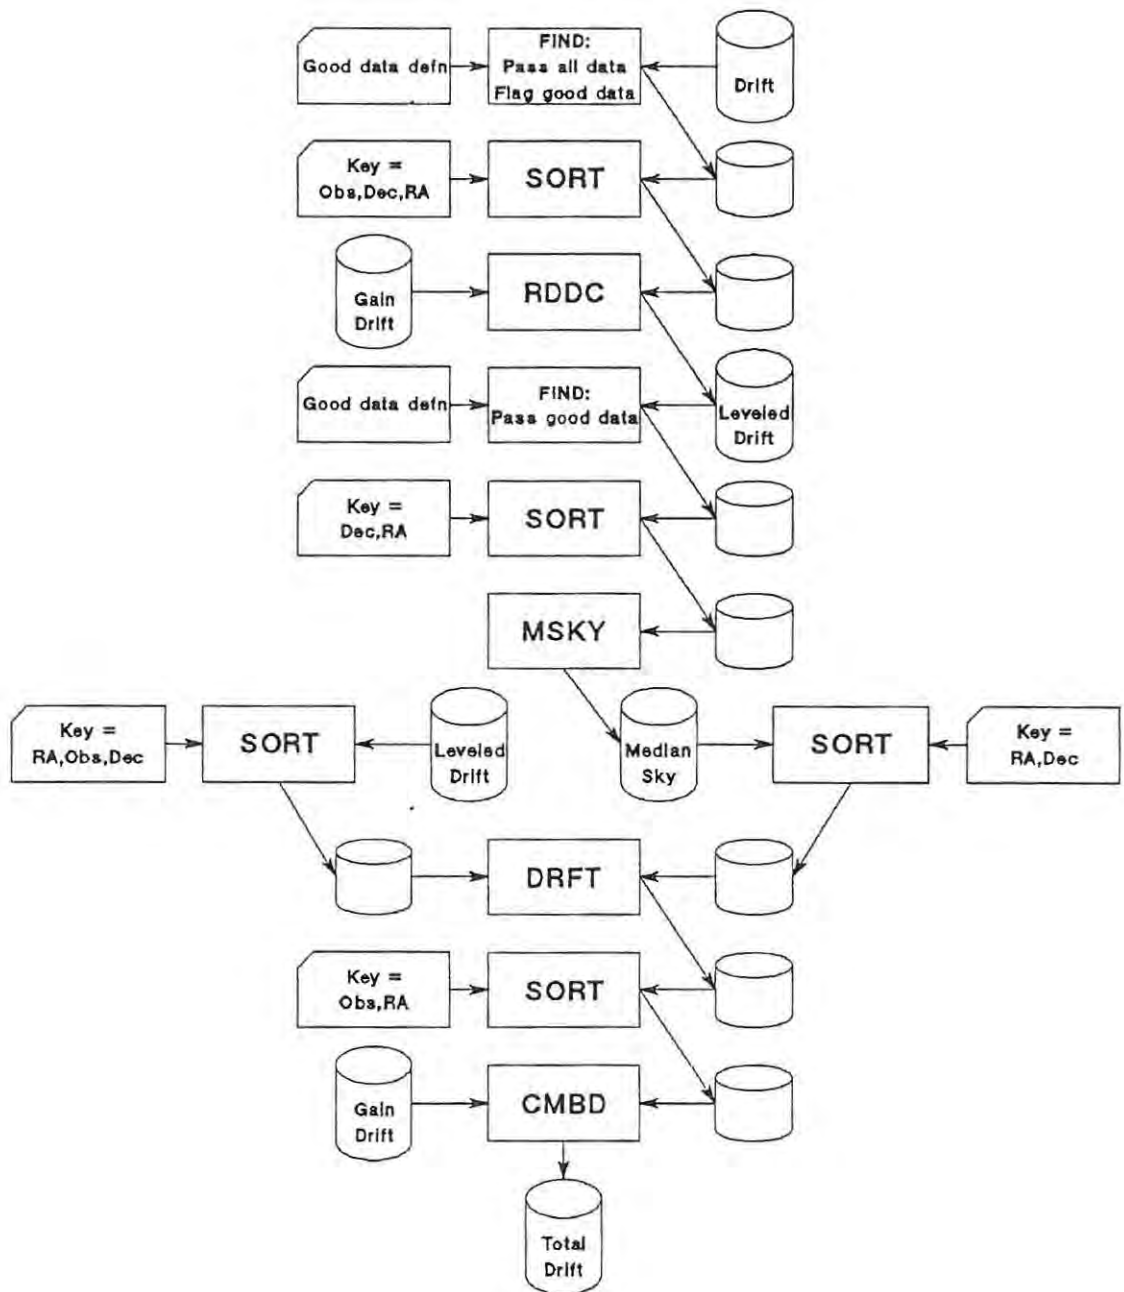 Good data defn
FIND:
Pass all data
Flag good data
Drift
Key =
Obs,Dec,RA
SORT
Gain
Drift
RDDC
Good data defn
FIND:
Pass good data
Leveled
Drift
Key =
Dec,RA
SORT
MSKY
Key =
RA,Obs,Dec
SORT
Leveled
Drift
Median
Sky
SORT
Key =
RA,Dec
DRFT
Key =
Obs,RA
SORT
Gain
Drift
CMBD
Total
Drift